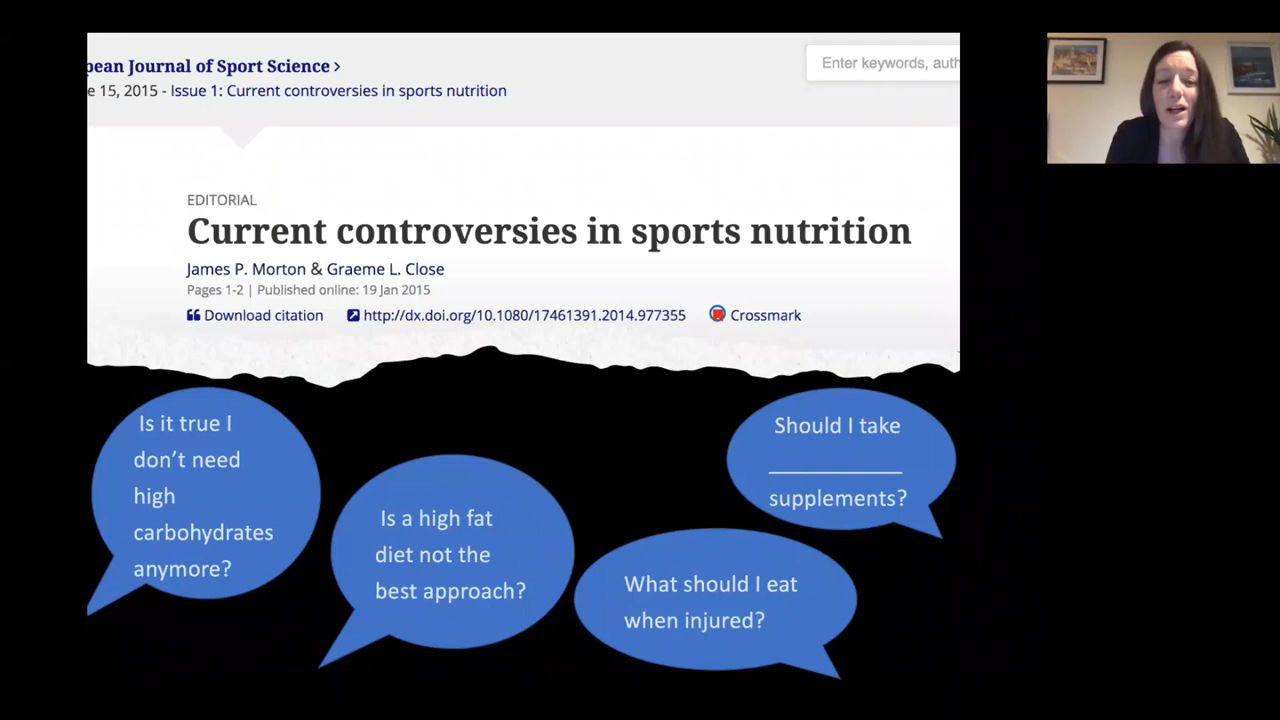 pean Journal of Sport Science >
e 15, 2015 - Issue 1: Current controversies in sports nutrition
Enter keywords, auth
EDITORIAL
Current controversies in sports nutrition
James P. Morton & Graeme L. Close
Pages 1-2 | Published online: 19 Jan 2015
Download citation
http://dx.doi.org/10.1080/17461391.2014.977355
Crossmark
Is it true I
don't need
high
carbohydrates
anymore?
Is a high fat
diet not the
best approach?
What should I eat
when injured?
Should I take
____________
supplements?